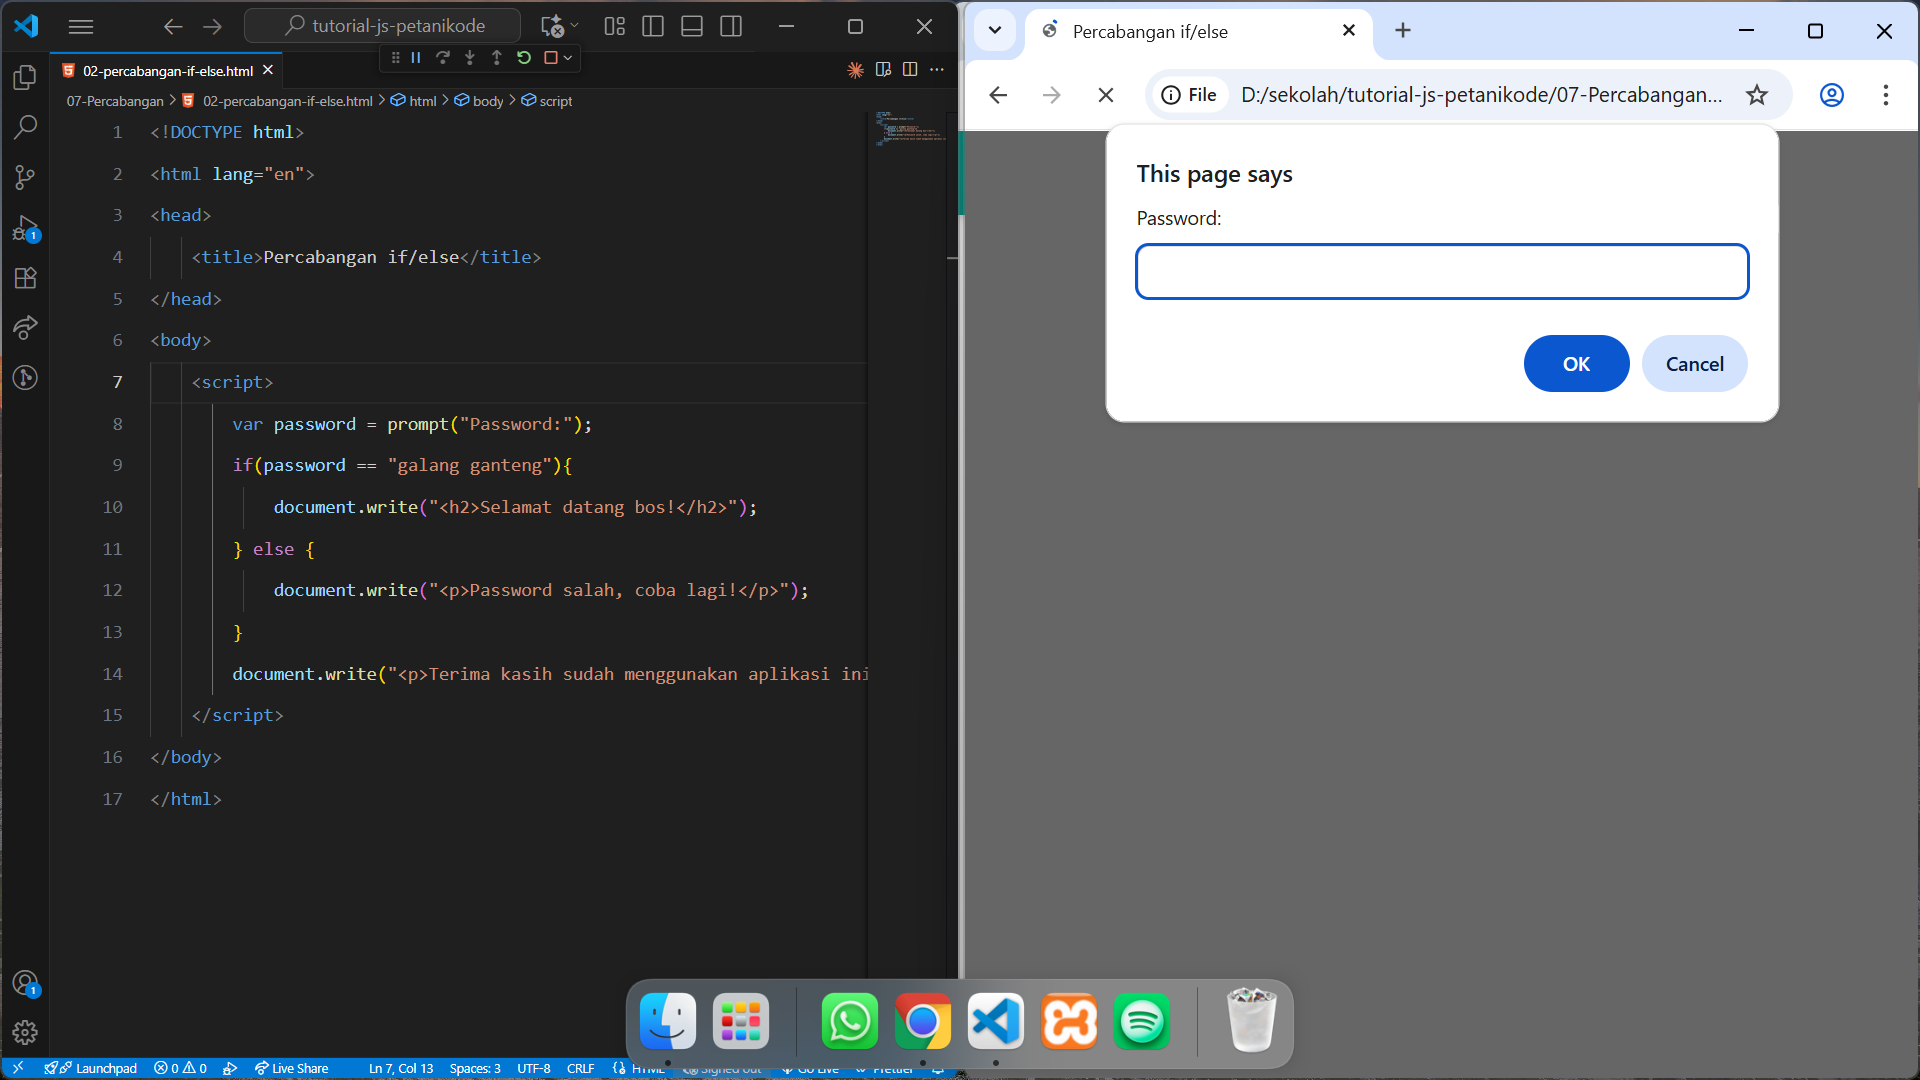 tutorial-js-petanikode
02-percabangan-if-else.html
07-Percabangan > 02-percabangan-if-else.html > html > body > script
1 <!DOCTYPE html>
2 <html lang="en">
3 <head>
4 <title>Percabangan if/else</title>
5 </head>
6 <body>
7 <script>
8 var password = prompt("Password:");
9 if(password == "galang ganteng"){
10 document.write("<h2>Selamat datang bos!</h2>");
11 } else {
12 document.write("<p>Password salah, coba lagi!</p>");
13 }
14 document.write("<p>Terima kasih sudah menggunakan aplikasi ini
15 </script>
16 </body>
17 </html>
1
1
Launchpad 0 0 Live Share Ln 7, Col 13 Spaces: 3 UTF-8 CRLF HTML Signed out Go Live Prettier
Percabangan if/else
File D:/sekolah/tutorial-js-petanikode/07-Percabangan...
This page says
Password:
OK Cancel